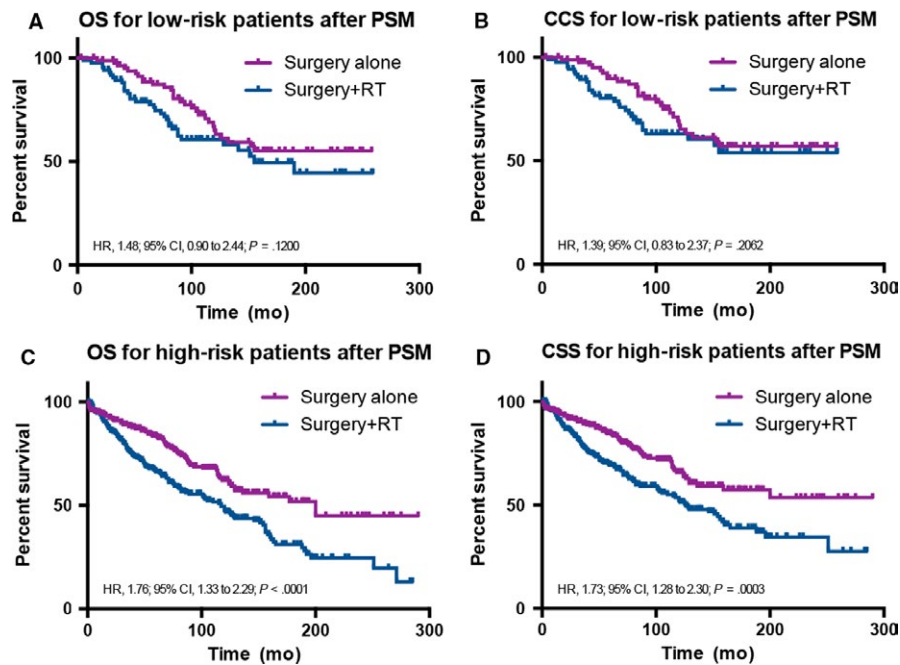 A
OS for low-risk patients after PSM
Percent survival
100
50
0
Surgery alone
Surgery+RT
HR, 1.48; 95% CI, 0.90 to 2.44; P = .1200
0
100
200
300
Time (mo)
B
CCS for low-risk patients after PSM
Percent survival
100
50
0
Surgery alone
Surgery+RT
HR, 1.39; 95% CI, 0.83 to 2.37; P = .2062
0
100
200
300
Time (mo)
C
OS for high-risk patients after PSM
Percent survival
100
50
0
Surgery alone
Surgery+RT
HR, 1.76; 95% CI, 1.33 to 2.29; P < .0001
0
100
200
300
Time (mo)
D
CSS for high-risk patients after PSM
Percent survival
100
50
0
Surgery alone
Surgery+RT
HR, 1.73; 95% CI, 1.28 to 2.30; P = .0003
0
100
200
300
Time (mo)